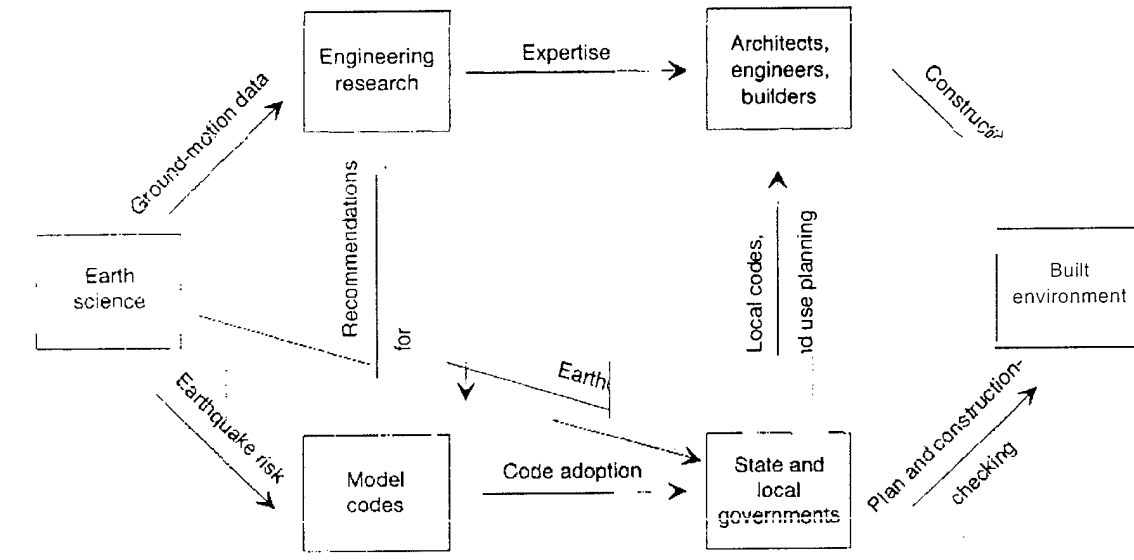 Engineering
research
Expertise
Architects,
engineers,
builders
Ground-motion data
Recommendations
for
Local codes,
use planning
Earth
science
Built
environment
Earthquake risk
Model
codes
Code adoption
State and
local
governments
Plan and construction-
checking